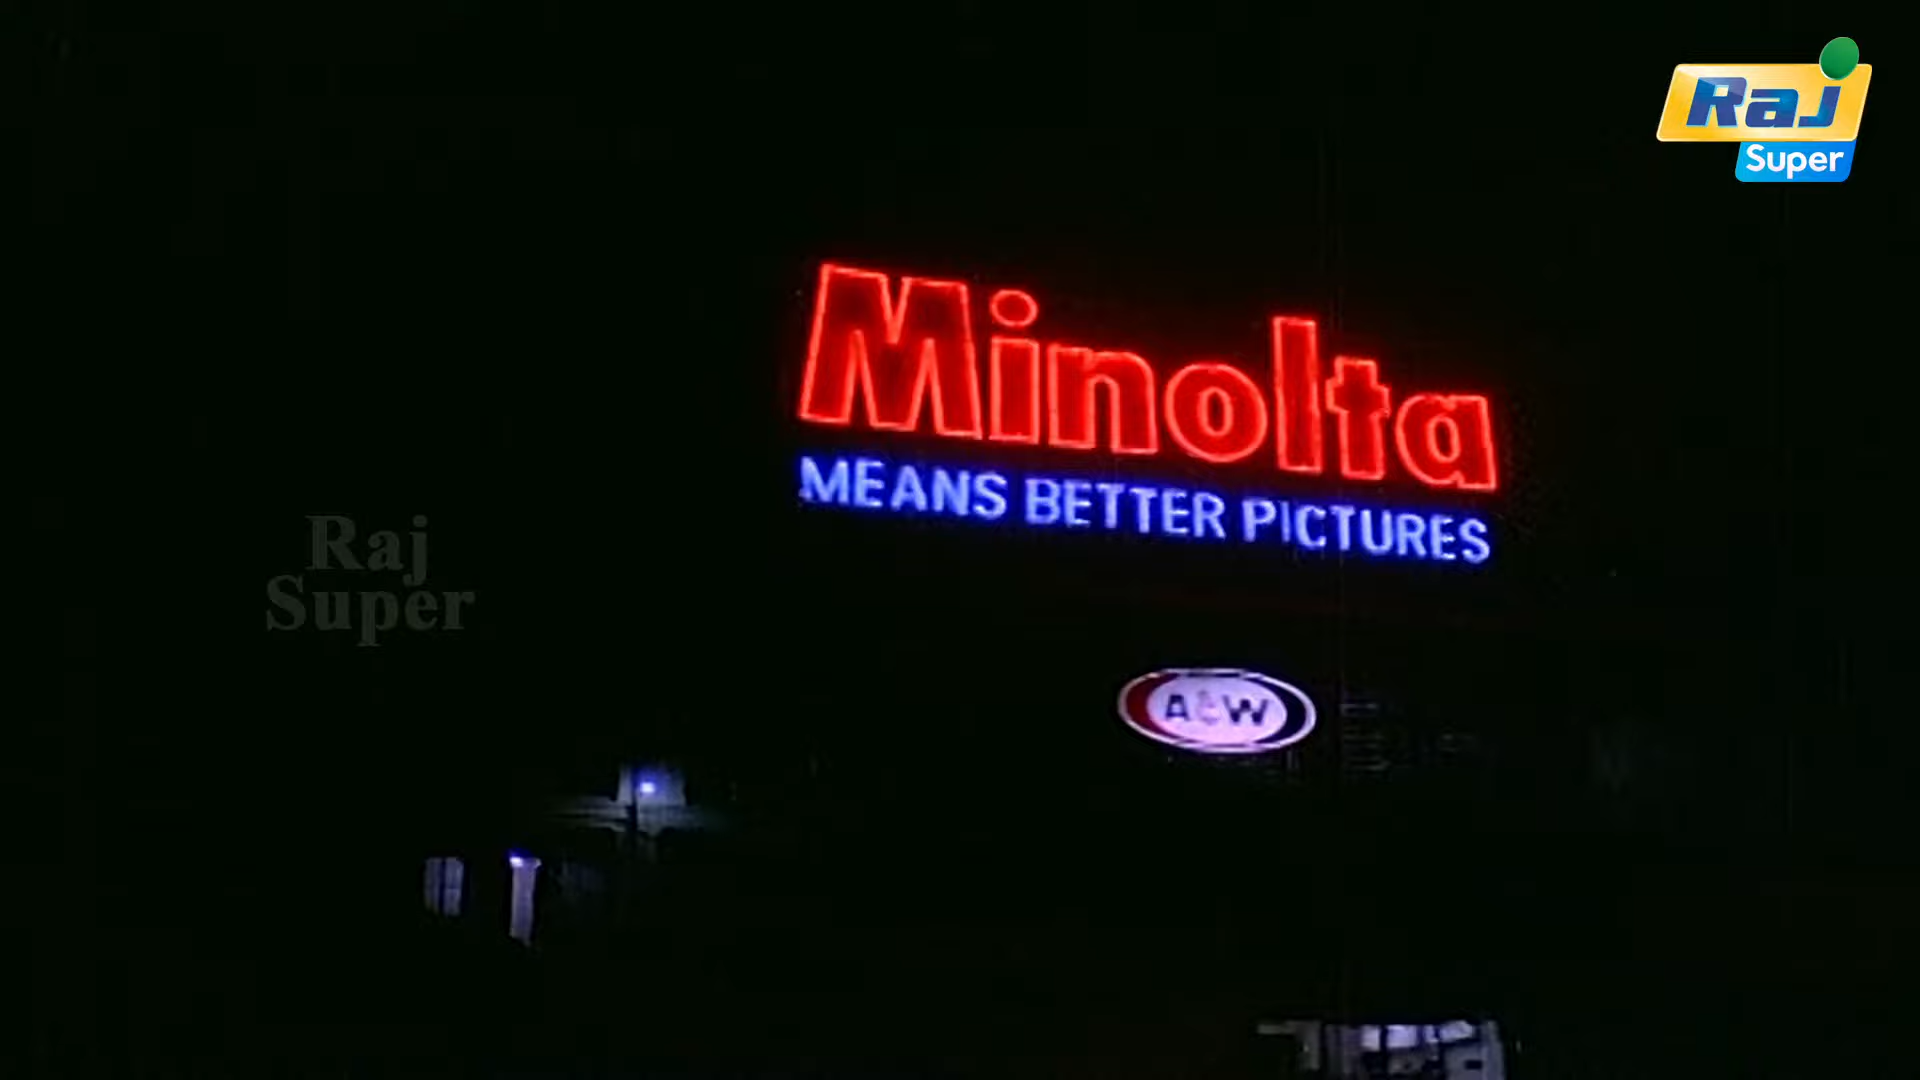 Raj
Super
Minolta
MEANS BETTER PICTURES
Raj
Super
A&W